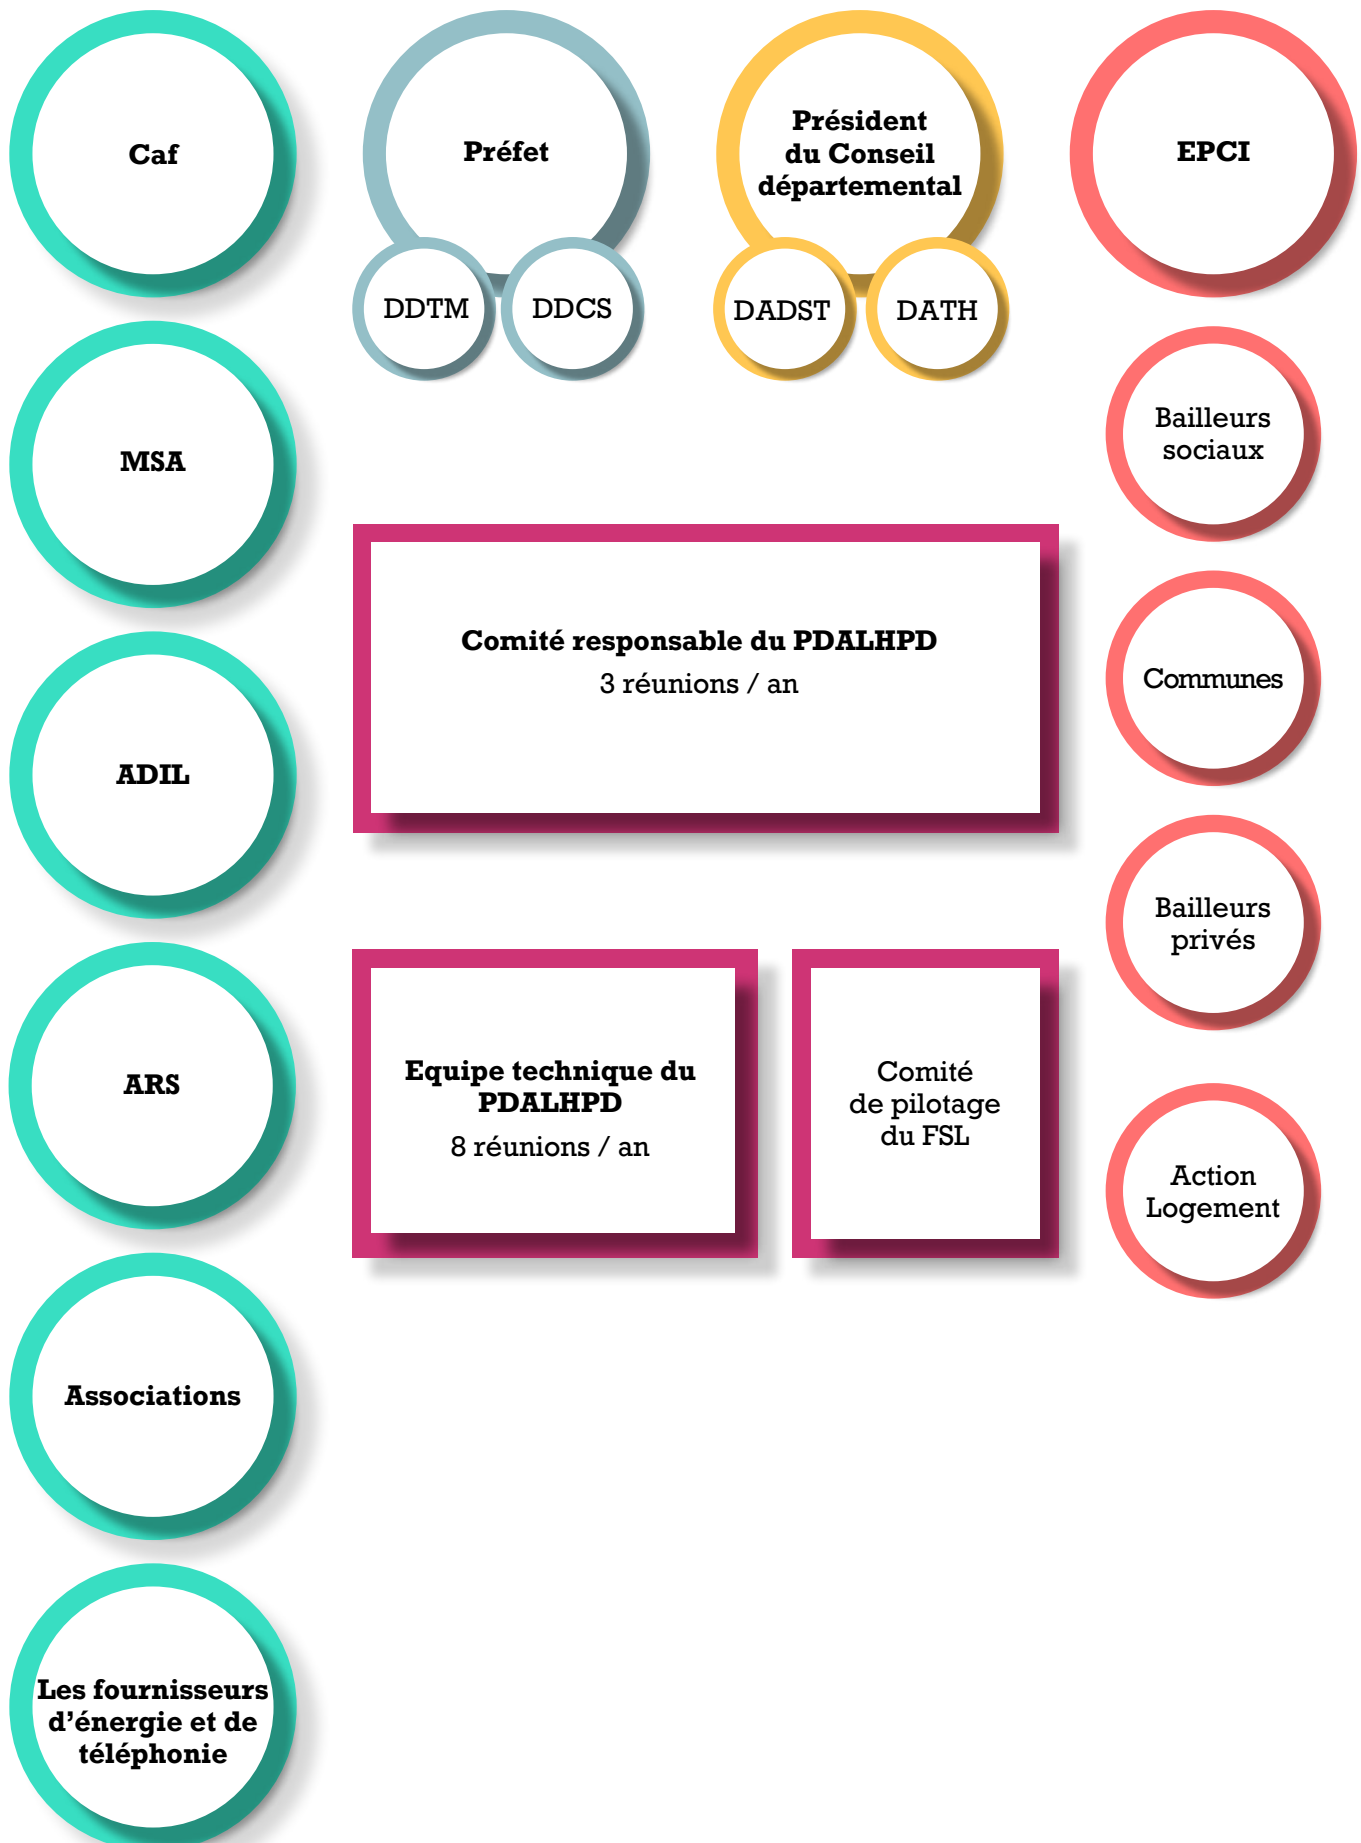 Caf
Préfet
Président
du Conseil
départemental
EPCI
DDTM
DDCS
DADST
DATH
MSA
Bailleurs
sociaux
Comité responsable du PDALHPD
3 réunions / an
Communes
ADIL
Bailleurs
privés
ARS
Equipe technique du
PDALHPD
8 réunions / an
Comité
de pilotage
du FSL
Action
Logement
Associations
Les fournisseurs
d’énergie et de
téléphonie